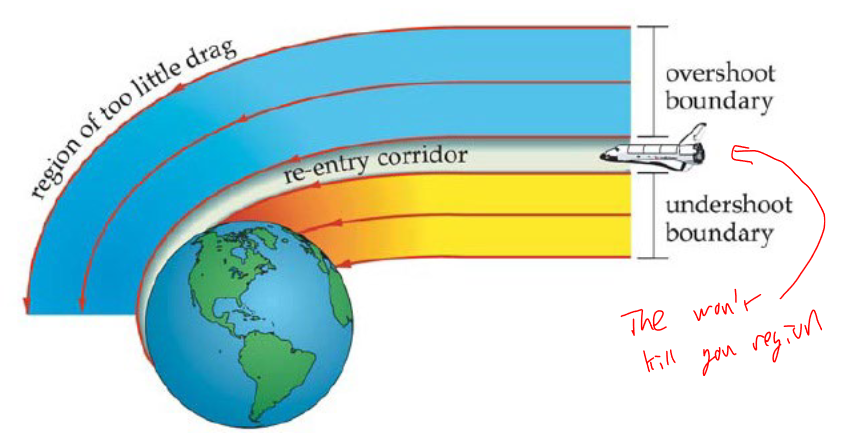 region of too little drag
overshoot
boundary
re-entry corridor
undershoot
boundary
The won't
kill you region